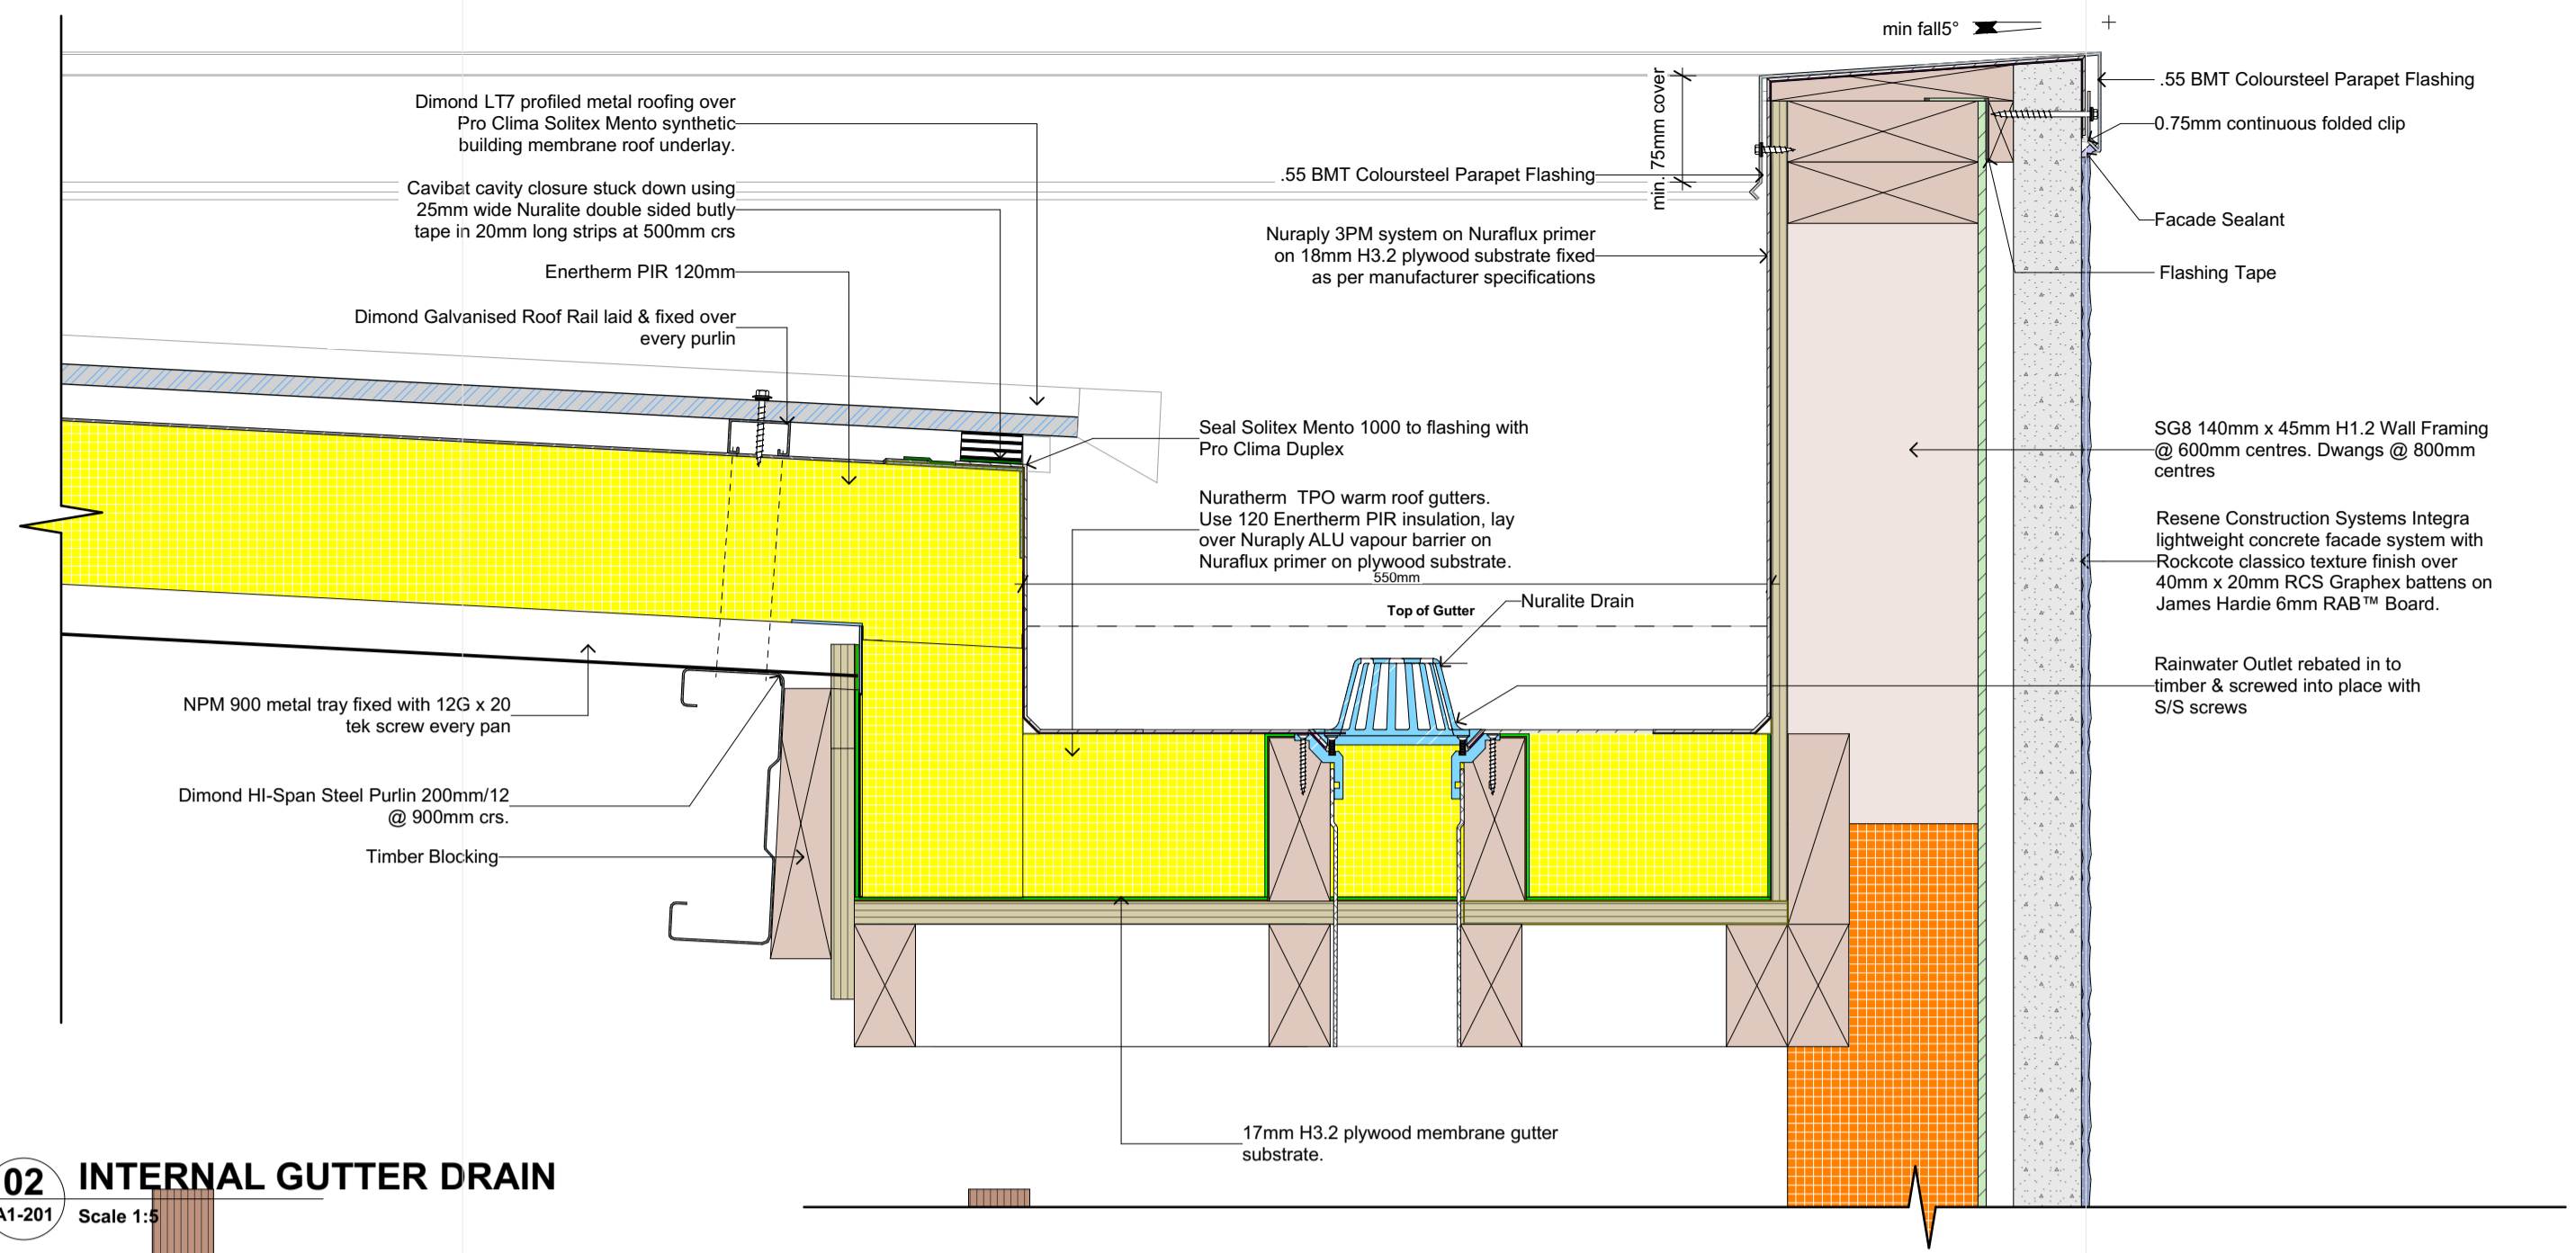 min fall5°
.55 BMT Coloursteel Parapet Flashing
0.75mm continuous folded clip
Facade Sealant
Flashing Tape
Dimond LT7 profiled metal roofing over
Pro Clima Solitex Mento synthetic
building membrane roof underlay.
Cavibat cavity closure stuck down using
25mm wide Nuralite double sided butly
tape in 20mm long strips at 500mm crs
Enertherm PIR 120mm
Dimond Galvanised Roof Rail laid & fixed over
every purlin
min. 75mm cover
.55 BMT Coloursteel Parapet Flashing
Nuraply 3PM system on Nuraflux primer
on 18mm H3.2 plywood substrate fixed
as per manufacturer specifications
Seal Solitex Mento 1000 to flashing with
Pro Clima Duplex
Nuratherm TPO warm roof gutters.
Use 120 Enertherm PIR insulation, lay
over Nuraply ALU vapour barrier on
Nuraflux primer on plywood substrate.
550mm
Top of Gutter
Nuralite Drain
SG8 140mm x 45mm H1.2 Wall Framing
@ 600mm centres. Dwangs @ 800mm
centres
Resene Construction Systems Integra
lightweight concrete facade system with
Rockcote classico texture finish over
40mm x 20mm RCS Graphex battens on
James Hardie 6mm RAB™ Board.
Rainwater Outlet rebated in to
timber & screwed into place with
S/S screws
NPM 900 metal tray fixed with 12G x 20
tek screw every pan
Dimond HI-Span Steel Purlin 200mm/12
@ 900mm crs.
Timber Blocking
17mm H3.2 plywood membrane gutter
substrate.
02
A1-201
INTERNAL GUTTER DRAIN
Scale 1:5